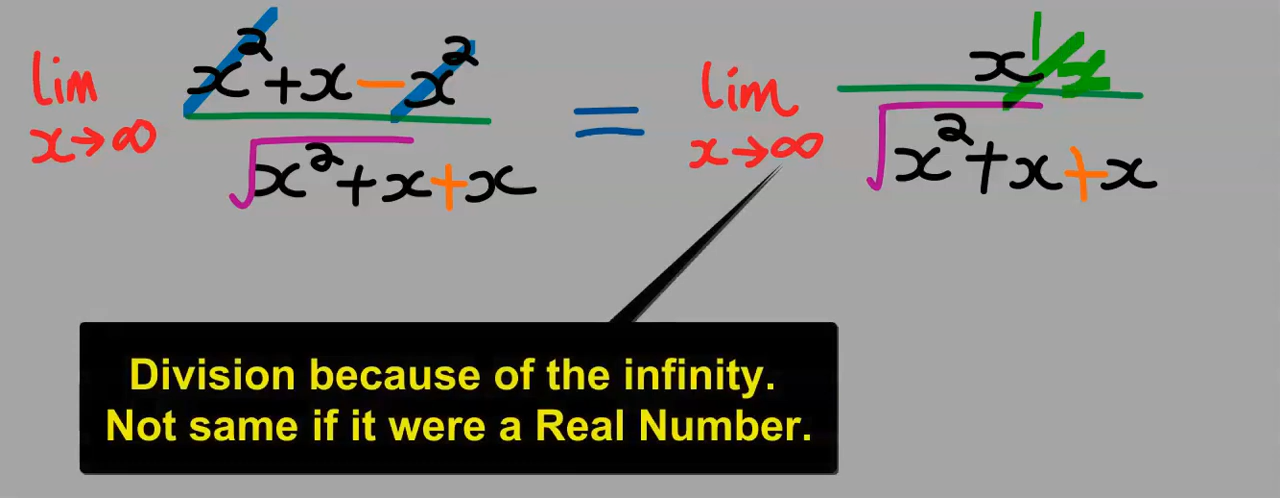 lim x→∞ (x² + x − x²) / (√(x² + x) + x) = lim x→∞ x / (√(x² + x) + x)
Division because of the infinity.
Not same if it were a Real Number.